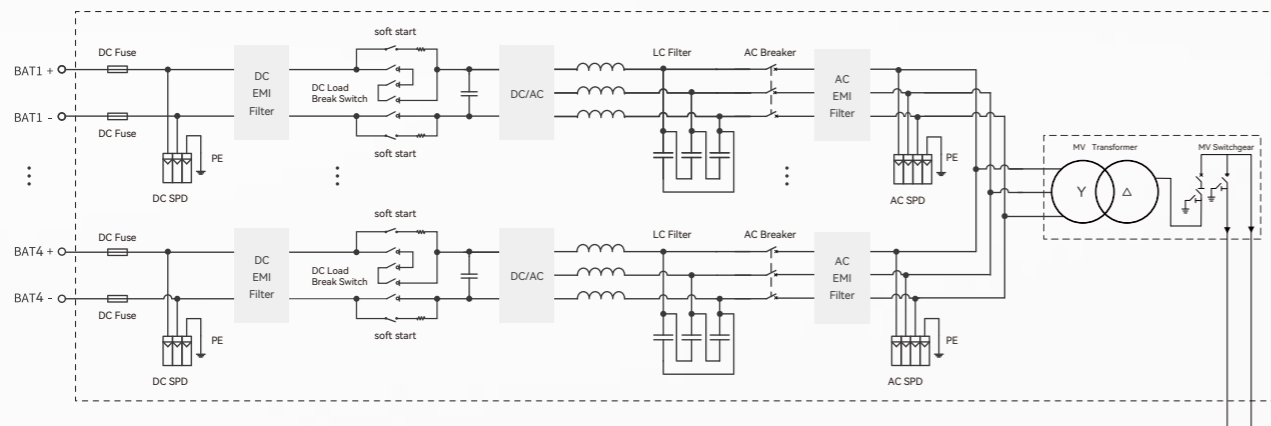 soft start
DC Fuse
LC Filter
AC Breaker
BAT1 +
DC
EMI
Filter
DC Load
Break Switch
DC/AC
AC
EMI
Filter
BAT1 -
DC Fuse
soft start
PE
DC SPD
PE
AC SPD
MV Transformer
MV Switchgear
Y
△
soft start
DC Fuse
LC Filter
AC Breaker
BAT4 +
DC
EMI
Filter
DC Load
Break Switch
DC/AC
AC
EMI
Filter
BAT4 -
DC Fuse
soft start
PE
DC SPD
PE
AC SPD